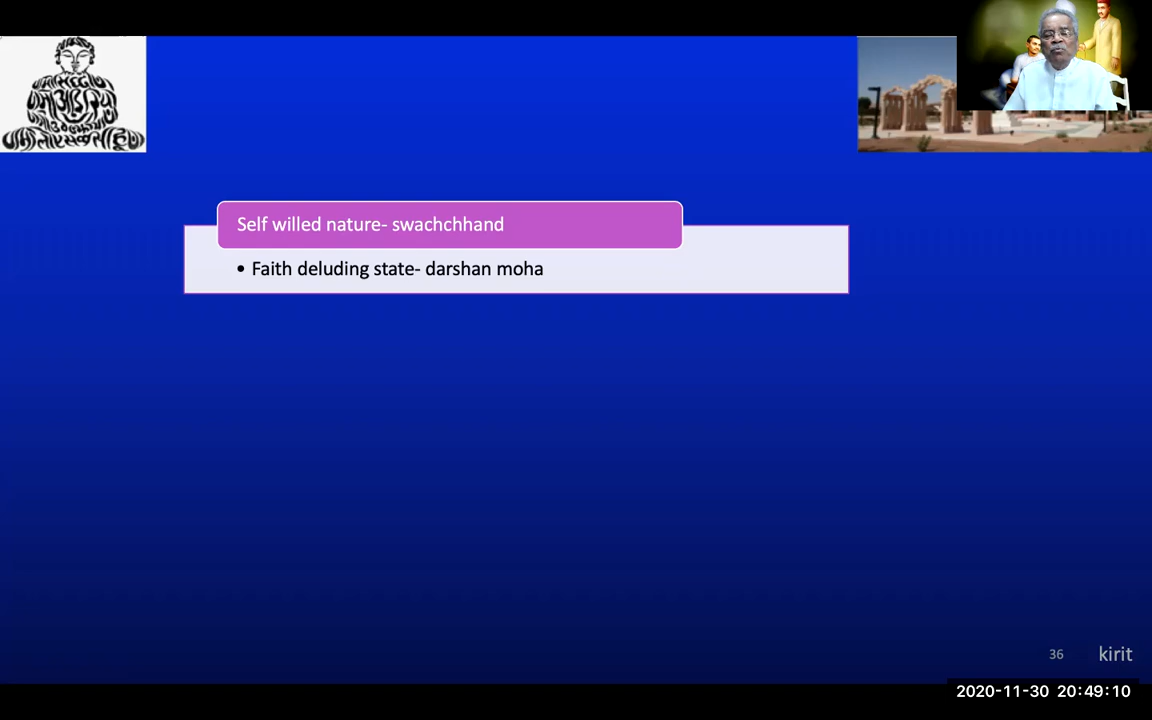 Self willed nature- swachchhand
• Faith deluding state- darshan moha
36
kirit
2020-11-30 20:49:10